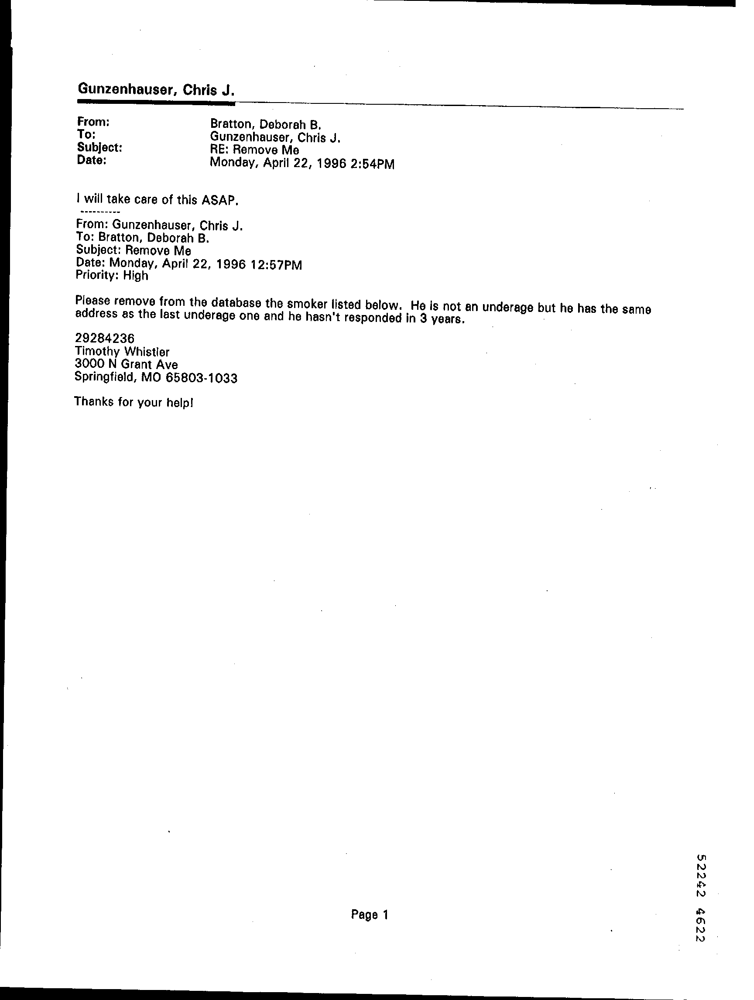 Gunzenhauser, Chris J.
From: Bratton, Deborah B.
To: Gunzenhauser, Chris J.
Subject: RE: Remove Me
Date: Monday, April 22, 1996 2:54PM
I will take care of this ASAP.
----------
From: Gunzenhauser, Chris J.
To: Bratton, Deborah B.
Subject: Remove Me
Date: Monday, April 22, 1996 12:57PM
Priority: High
Please remove from the database the smoker listed below. He is not an underage but he has the same
address as the last underage one and he hasn't responded in 3 years.
29284236
Timothy Whistler
3000 N Grant Ave
Springfield, MO 65803-1033
Thanks for your help!
Page 1
52242 4622